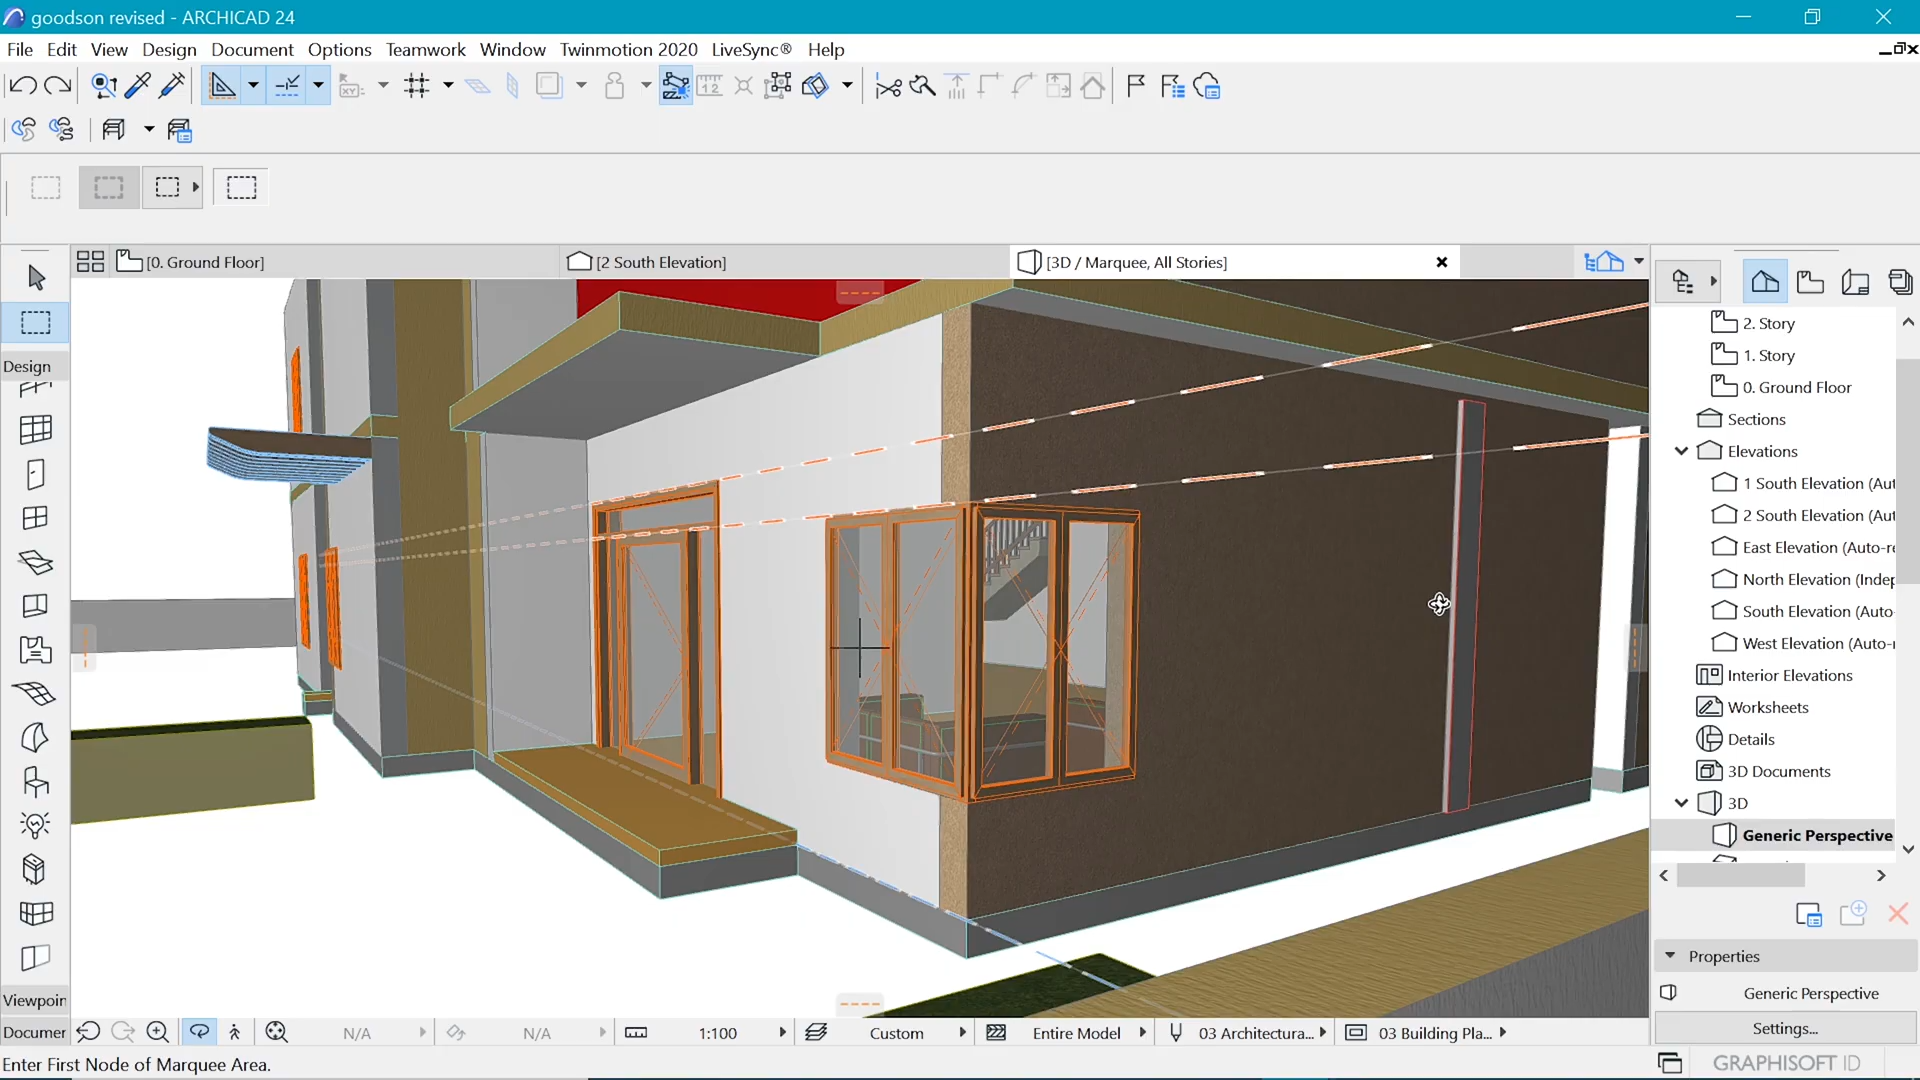 goodson revised - ARCHICAD 24
File Edit View Design Document Options Teamwork Window Twinmotion 2020 LiveSync® Help
[0. Ground Floor]
[2 South Elevation]
[3D / Marquee, All Stories]
Design
2. Story
1. Story
0. Ground Floor
Sections
Elevations
1 South Elevation (Aut
2 South Elevation (Aut
East Elevation (Auto-re
North Elevation (Indep
South Elevation (Auto-
West Elevation (Auto-r
Interior Elevations
Worksheets
Details
3D Documents
3D
Generic Perspective
Properties
Generic Perspective
Settings...
Viewpoin
Documer
N/A
N/A
1:100
Custom
Entire Model
03 Architectura...
03 Building Pla...
Enter First Node of Marquee Area.
GRAPHISOFT ID